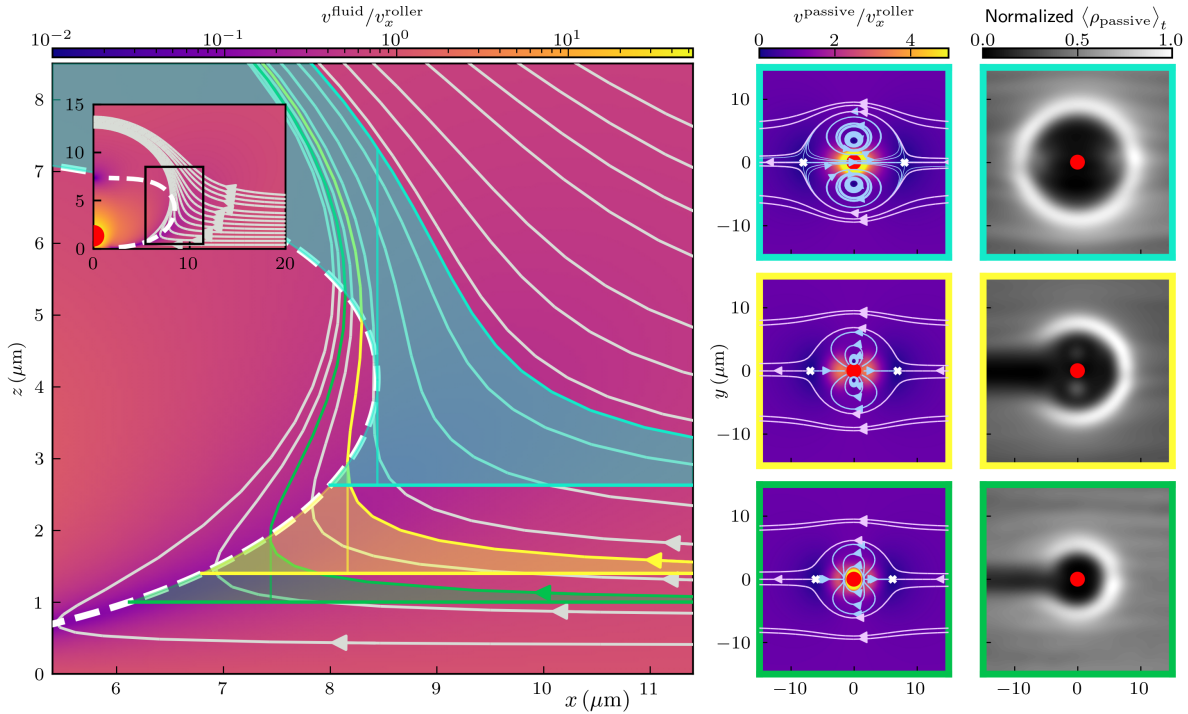 v^fluid/v_x^roller
10^−2 10^−1 10^0 10^1
v^passive/v_x^roller
0 2 4
Normalized ⟨ρ_passive⟩_t
0.0 0.5 1.0
z (μm)
8
7
6
5
4
3
2
1
0
6 7 8 9 10 11
x (μm)
15
10
5
0
0 10 20
y (μm)
10
0
−10
10
0
−10
10
0
−10
−10 0 10
−10 0 10